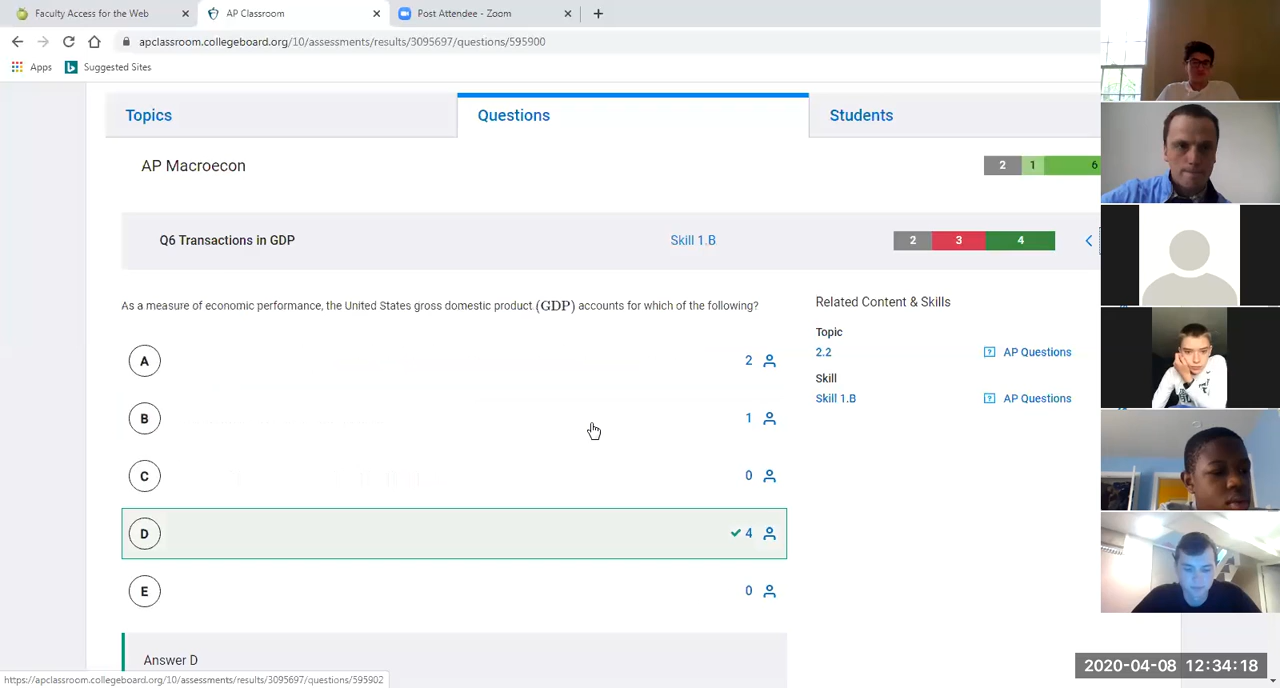 Faculty Access for the Web
AP Classroom
Post Attendee - Zoom
apclassroom.collegeboard.org/10/assessments/results/3095697/questions/595900
Apps
Suggested Sites
Topics
Questions
Students
AP Macroecon
2 1 6
Q6 Transactions in GDP
Skill 1.B
2 3 4
As a measure of economic performance, the United States gross domestic product (GDP) accounts for which of the following?
A 2
B 1
C 0
D 4
E 0
Answer D
Related Content & Skills
Topic
2.2 AP Questions
Skill
Skill 1.B AP Questions
https://apclassroom.collegeboard.org/10/assessments/results/3095697/questions/595902
2020-04-08 12:34:18